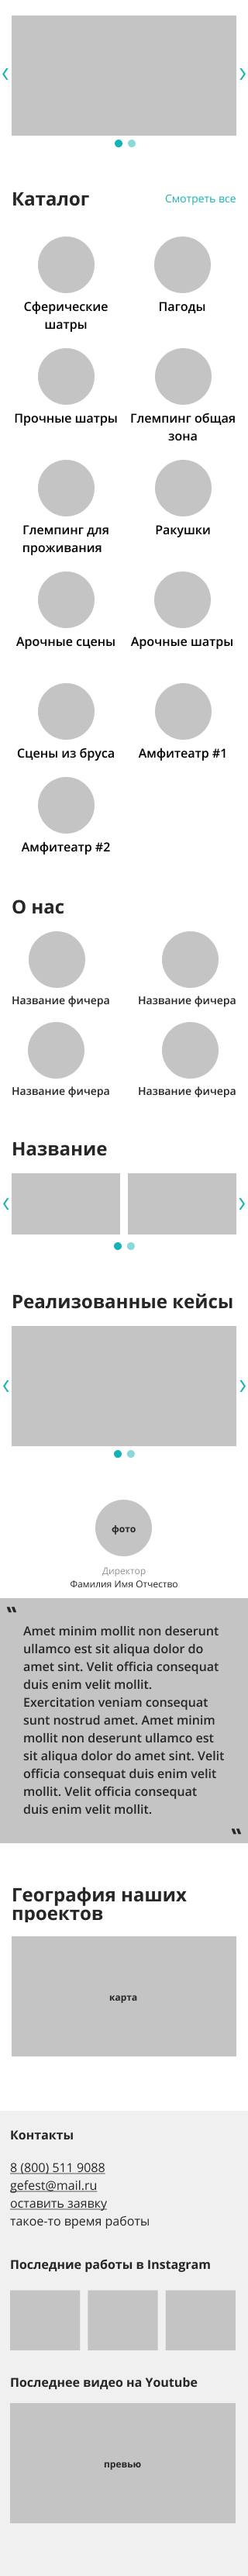 Каталог
Смотреть все
Сферические
шатры
Пагоды
Прочные шатры
Глемпинг общая
зона
Глемпинг для
проживания
Ракушки
Арочные сцены
Арочные шатры
Сцены из бруса
Амфитеатр #1
Амфитеатр #2
О нас
Название фичера
Название фичера
Название фичера
Название фичера
Название
Реализованные кейсы
фото
Директор
Фамилия Имя Отчество
"
Amet minim mollit non deserunt
ullamco est sit aliqua dolor do
amet sint. Velit officia consequat
duis enim velit mollit.
Exercitation veniam consequat
sunt nostrud amet. Amet minim
mollit non deserunt ullamco est
sit aliqua dolor do amet sint. Velit
officia consequat duis enim velit
mollit. Velit officia consequat
duis enim velit mollit.
"
География наших
проектов
карта
Контакты
8 (800) 511 9088
gefest@mail.ru
оставить заявку
такое-то время работы
Последние работы в Instagram
Последнее видео на Youtube
превью